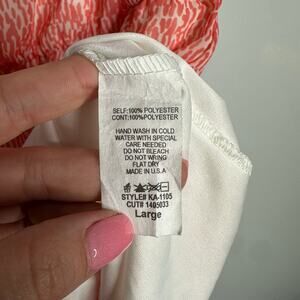 SELF:100% POLYESTER
CONT:100%POLYESTER
HAND WASH IN COLD
WATER WITH SPECIAL
CARE NEEDED
DO NOT BLEACH
DO NOT WRING
FLAT DRY
MADE IN U.S.A
STYLE# KA-1105
CUT# 1405033
Large